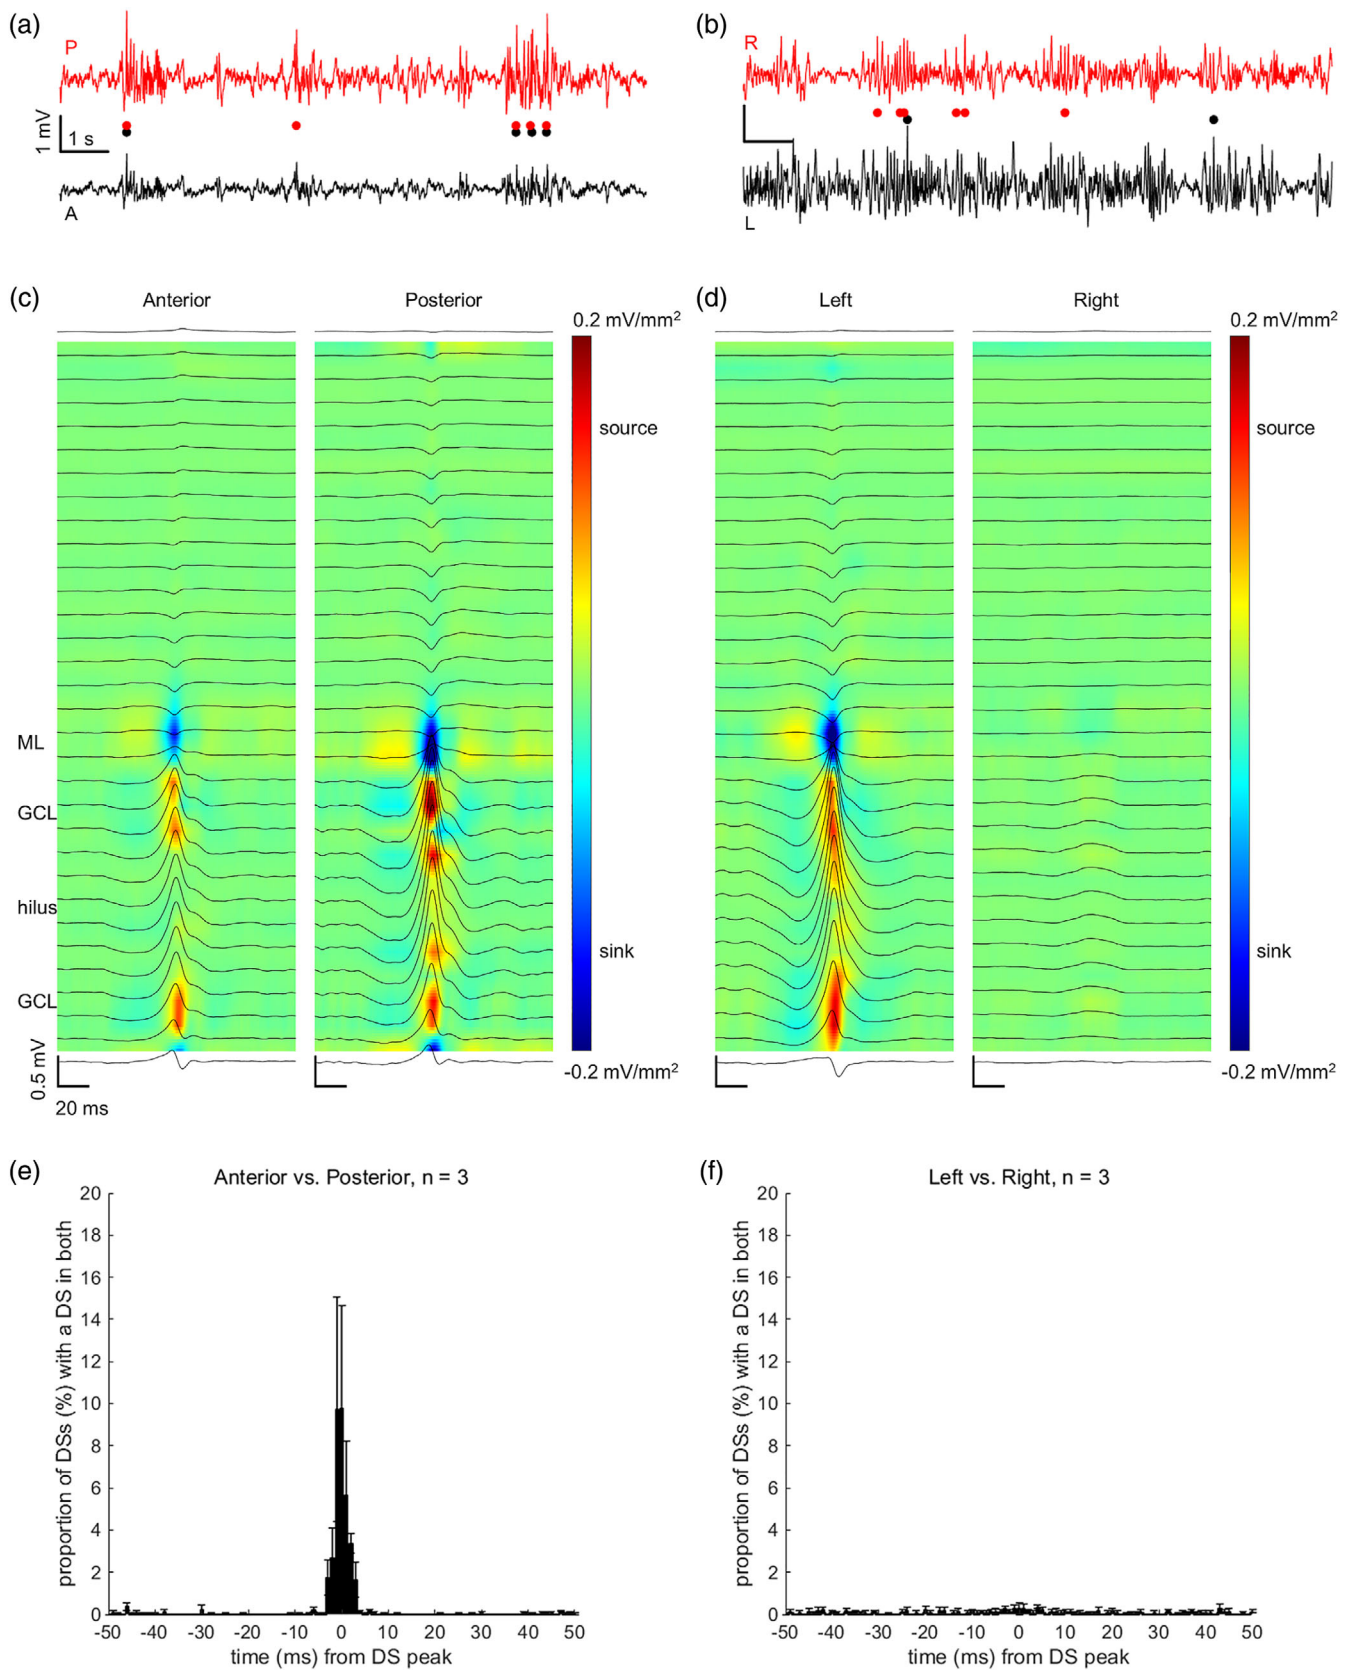 (a)
P
1 mV
1 s
A
(b)
R
L
(c)
Anterior
Posterior
0.2 mV/mm²
source
sink
-0.2 mV/mm²
ML
GCL
hilus
GCL
0.5 mV
20 ms
(d)
Left
Right
0.2 mV/mm²
source
sink
-0.2 mV/mm²
(e)
Anterior vs. Posterior, n = 3
proportion of DSs (%) with a DS in both
20
18
16
14
12
10
8
6
4
2
0
-50 -40 -30 -20 -10 0 10 20 30 40 50
time (ms) from DS peak
(f)
Left vs. Right, n = 3
proportion of DSs (%) with a DS in both
20
18
16
14
12
10
8
6
4
2
0
-50 -40 -30 -20 -10 0 10 20 30 40 50
time (ms) from DS peak